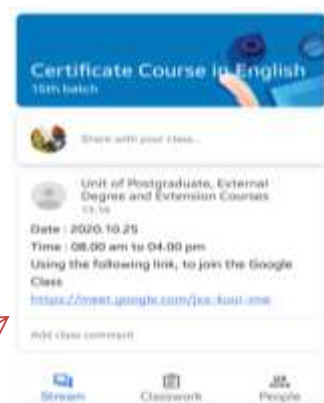 Certificate Course in English
15th batch
Share with your class...
Unit of Postgraduate, External
Degree and Extension Courses
Date : 2020.10.25
Time : 08.00 am to 04.00 pm
Using the following link, to join the Google
Class
Add class comment
Stream
Classwork
People